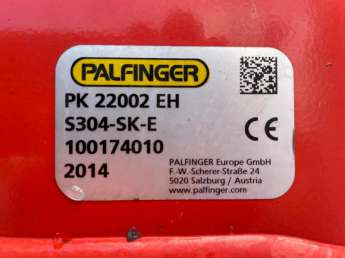 PALFINGER
PK 22002 EH
S304-SK-E
100174010
2014
CE
PALFINGER Europe GmbH
F.-W.-Scherer-Straße 24
5020 Salzburg / Austria
www.palfinger.com